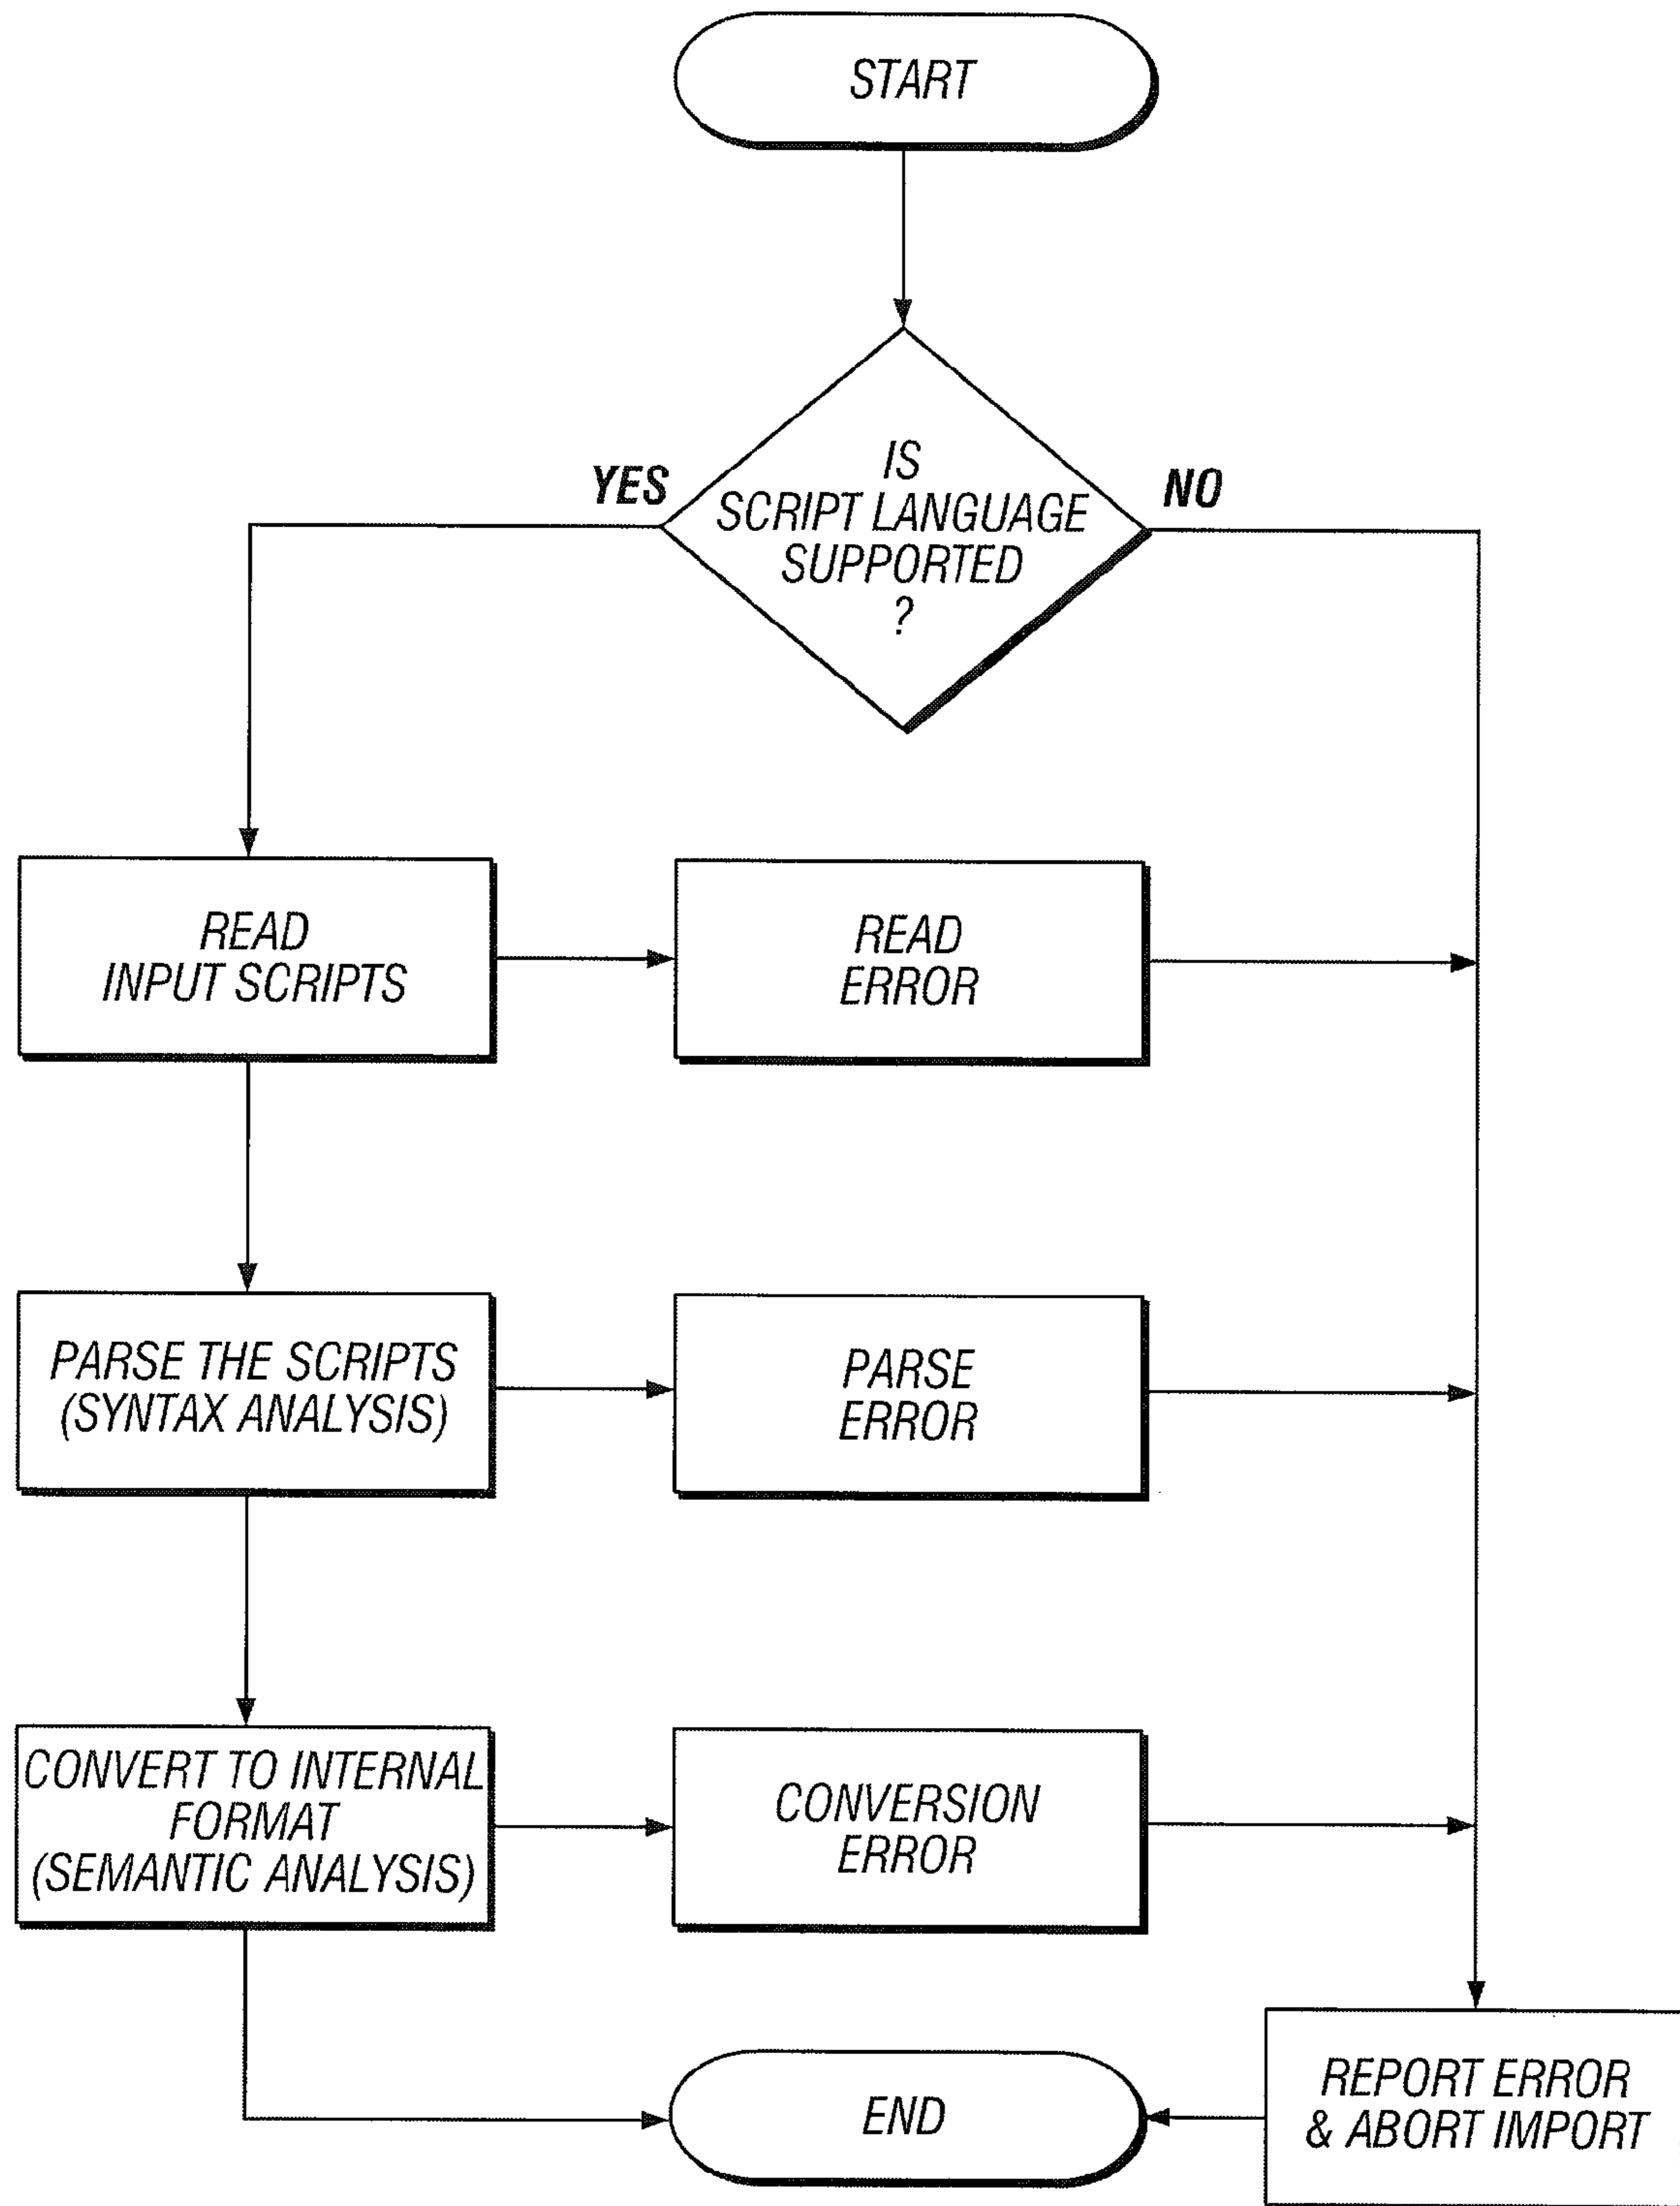 START
IS
SCRIPT LANGUAGE
SUPPORTED
?
YES
NO
READ
INPUT SCRIPTS
READ
ERROR
PARSE THE SCRIPTS
(SYNTAX ANALYSIS)
PARSE
ERROR
CONVERT TO INTERNAL
FORMAT
(SEMANTIC ANALYSIS)
CONVERSION
ERROR
END
REPORT ERROR
& ABORT IMPORT